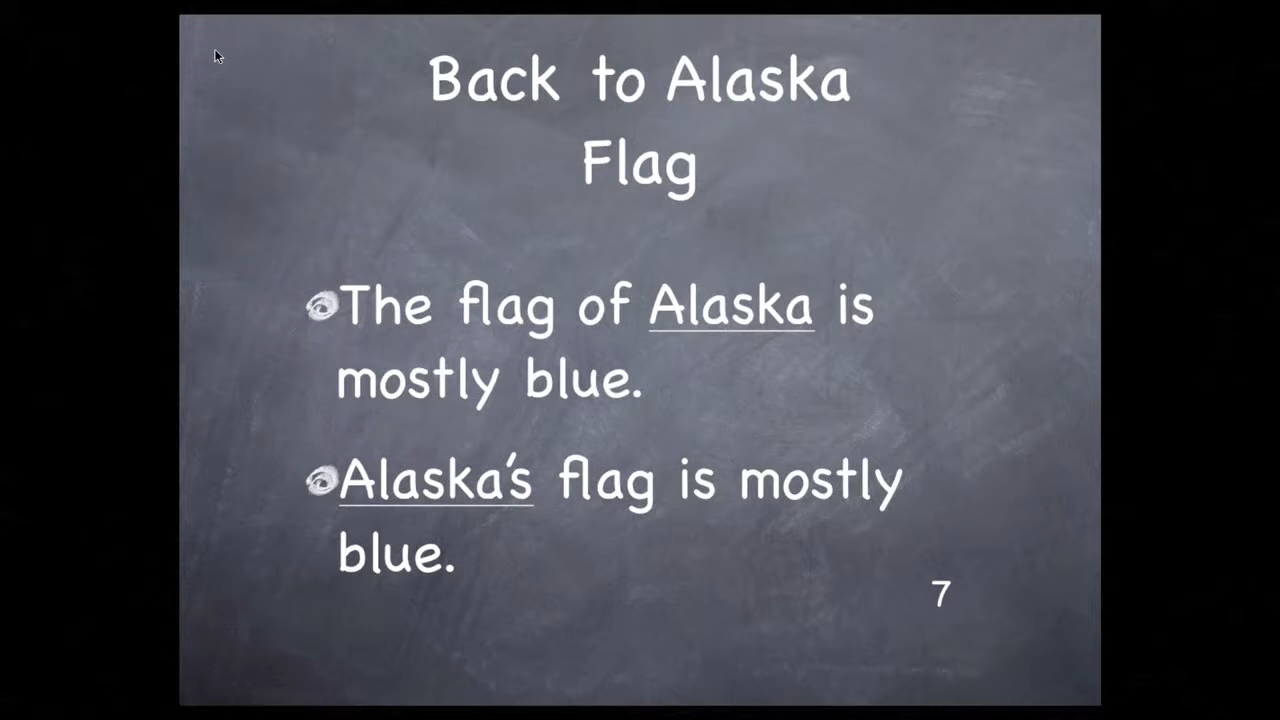 Back to Alaska
Flag
The flag of Alaska is
mostly blue.
Alaska's flag is mostly
blue.
7